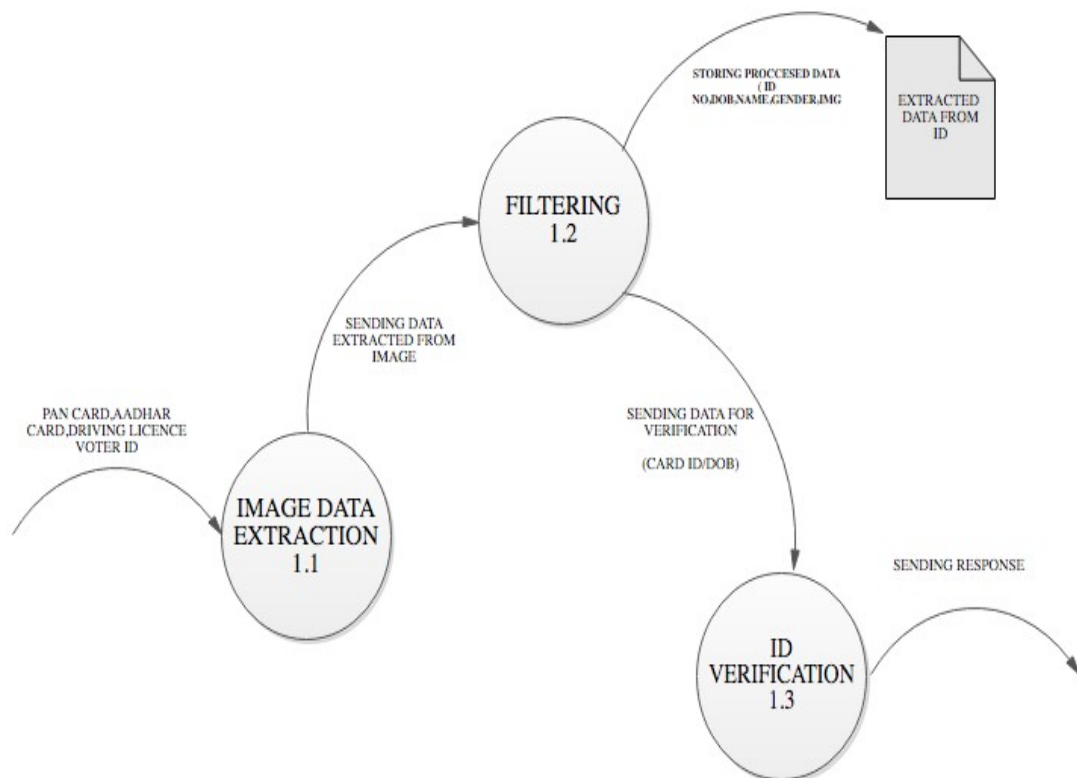 STORING PROCCESED DATA
( ID
NO,DOB,NAME,GENDER,IMG
EXTRACTED
DATA FROM
ID
FILTERING
1.2
SENDING DATA
EXTRACTED FROM
IMAGE
PAN CARD,AADHAR
CARD,DRIVING LICENCE
VOTER ID
IMAGE DATA
EXTRACTION
1.1
SENDING DATA FOR
VERIFICATION
(CARD ID/DOB)
ID
VERIFICATION
1.3
SENDING RESPONSE